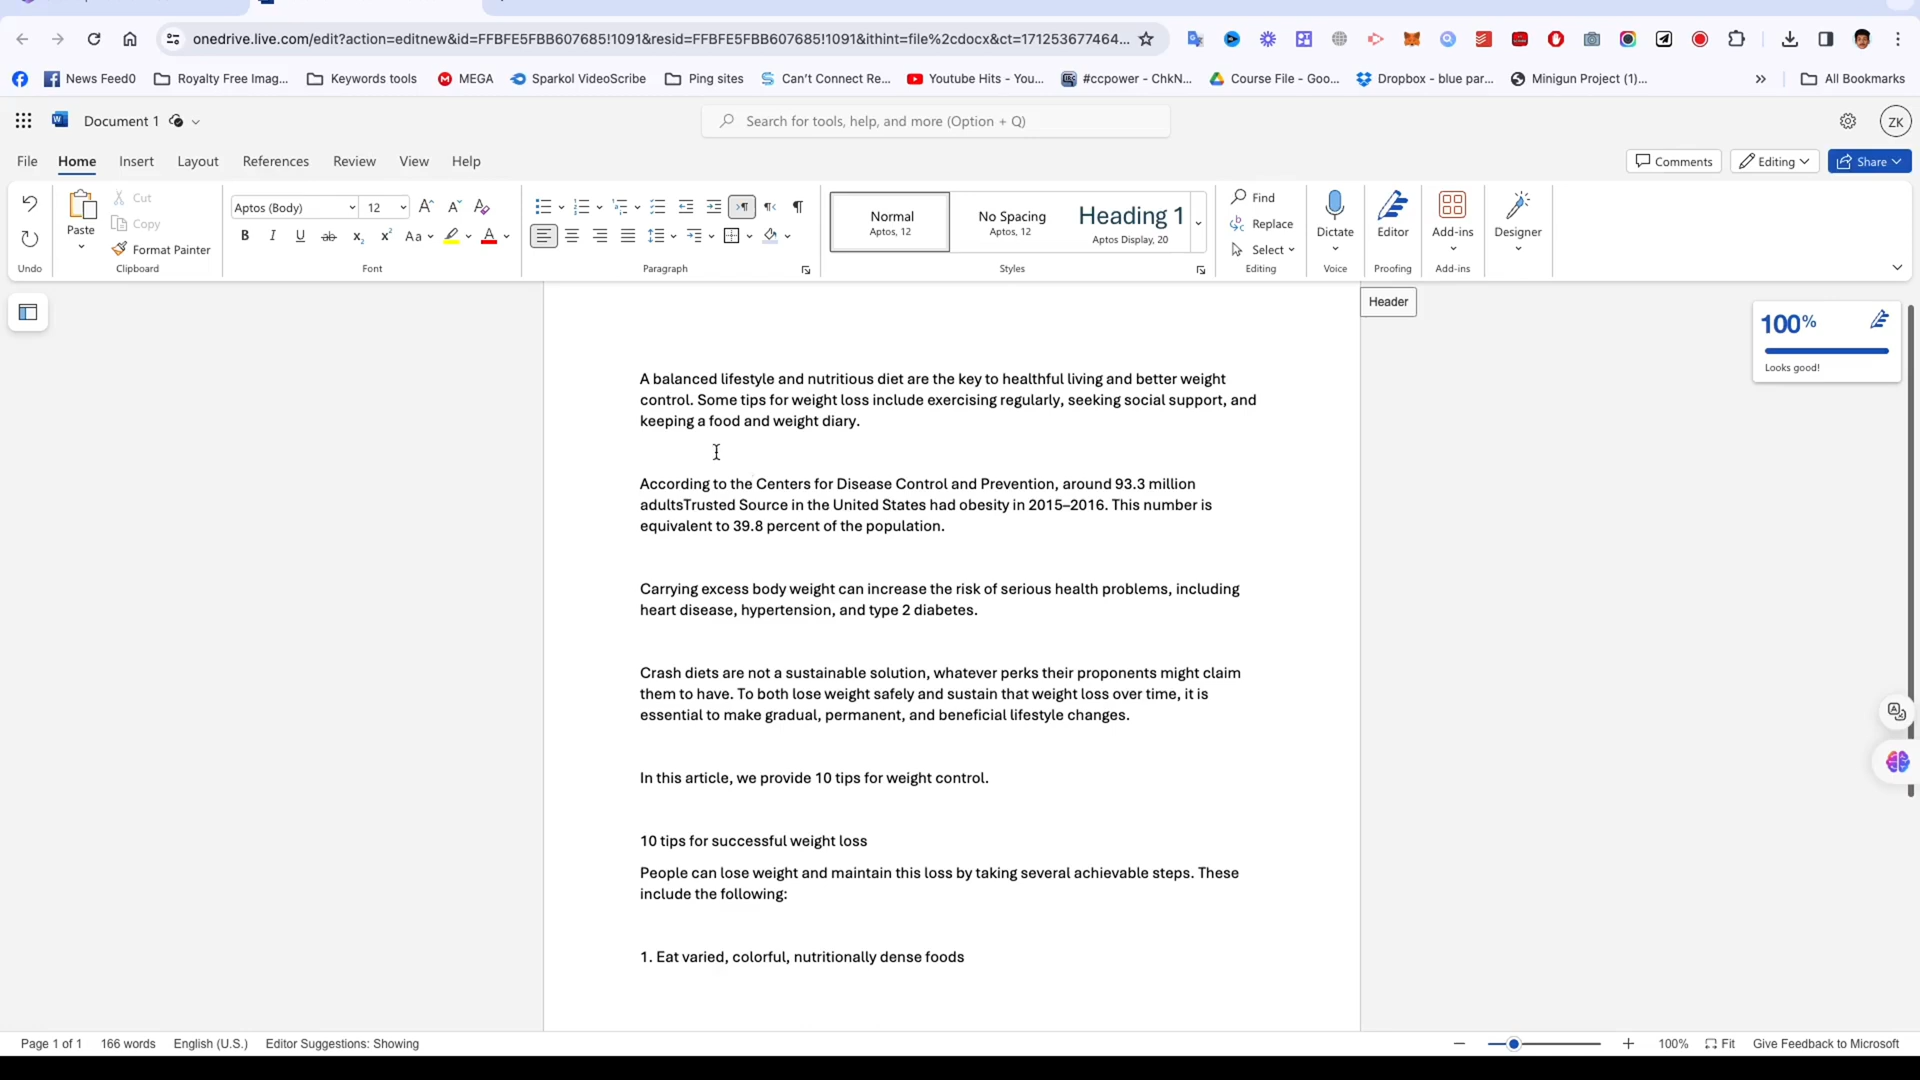 onedrive.live.com/edit?action=editnew&id=FFBFE5FBB607685!1091&resid=FFBFE5FBB607685!1091&ithint=file%2cdocx&ct=171253677464...
News Feed0 Royalty Free Imag... Keywords tools MEGA Sparkol VideoScribe Ping sites Can't Connect Re... Youtube Hits - You... #ccpower - ChkN... Course File - Goo... Dropbox - blue par... Minigun Project (1)... » All Bookmarks
Document 1 Search for tools, help, and more (Option + Q) ZK
File Home Insert Layout References Review View Help Comments Editing Share
Paste Cut Copy Format Painter
Aptos (Body) 12
Normal
Aptos, 12
No Spacing
Aptos, 12
Heading 1
Aptos Display, 20
Find
Replace
Select
Dictate Editor Add-ins Designer
Undo Clipboard Font Paragraph Styles Editing Voice Proofing Add-ins
Header
100%
Looks good!
A balanced lifestyle and nutritious diet are the key to healthful living and better weight
control. Some tips for weight loss include exercising regularly, seeking social support, and
keeping a food and weight diary.
According to the Centers for Disease Control and Prevention, around 93.3 million
adultsTrusted Source in the United States had obesity in 2015–2016. This number is
equivalent to 39.8 percent of the population.
Carrying excess body weight can increase the risk of serious health problems, including
heart disease, hypertension, and type 2 diabetes.
Crash diets are not a sustainable solution, whatever perks their proponents might claim
them to have. To both lose weight safely and sustain that weight loss over time, it is
essential to make gradual, permanent, and beneficial lifestyle changes.
In this article, we provide 10 tips for weight control.
10 tips for successful weight loss
People can lose weight and maintain this loss by taking several achievable steps. These
include the following:
1. Eat varied, colorful, nutritionally dense foods
Page 1 of 1 166 words English (U.S.) Editor Suggestions: Showing 100% Fit Give Feedback to Microsoft